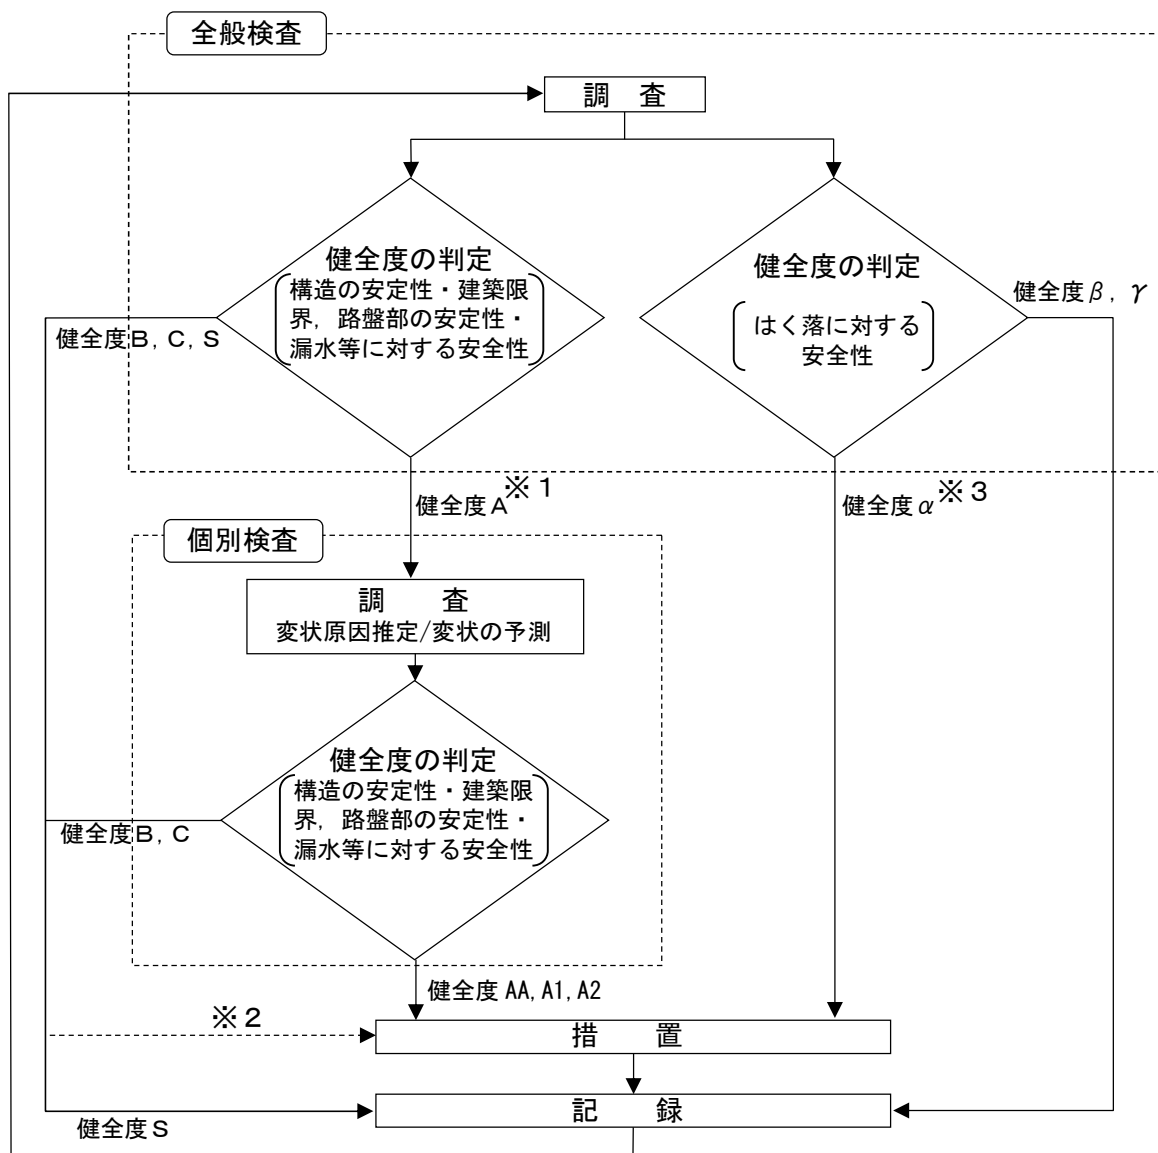 全般検査
調　査
健全度の判定
構造の安定性・建築限
界，路盤部の安定性・
漏水等に対する安全性
健全度の判定
はく落に対する
安全性
健全度β，γ
健全度B，C，S
健全度A※１
健全度α※３
個別検査
調　　査
変状原因推定/変状の予測
健全度の判定
構造の安定性・建築限
界，路盤部の安定性・
漏水等に対する安全性
健全度B，C
健全度 AA, A1, A2
※２
措　　置
記　　録
健全度S